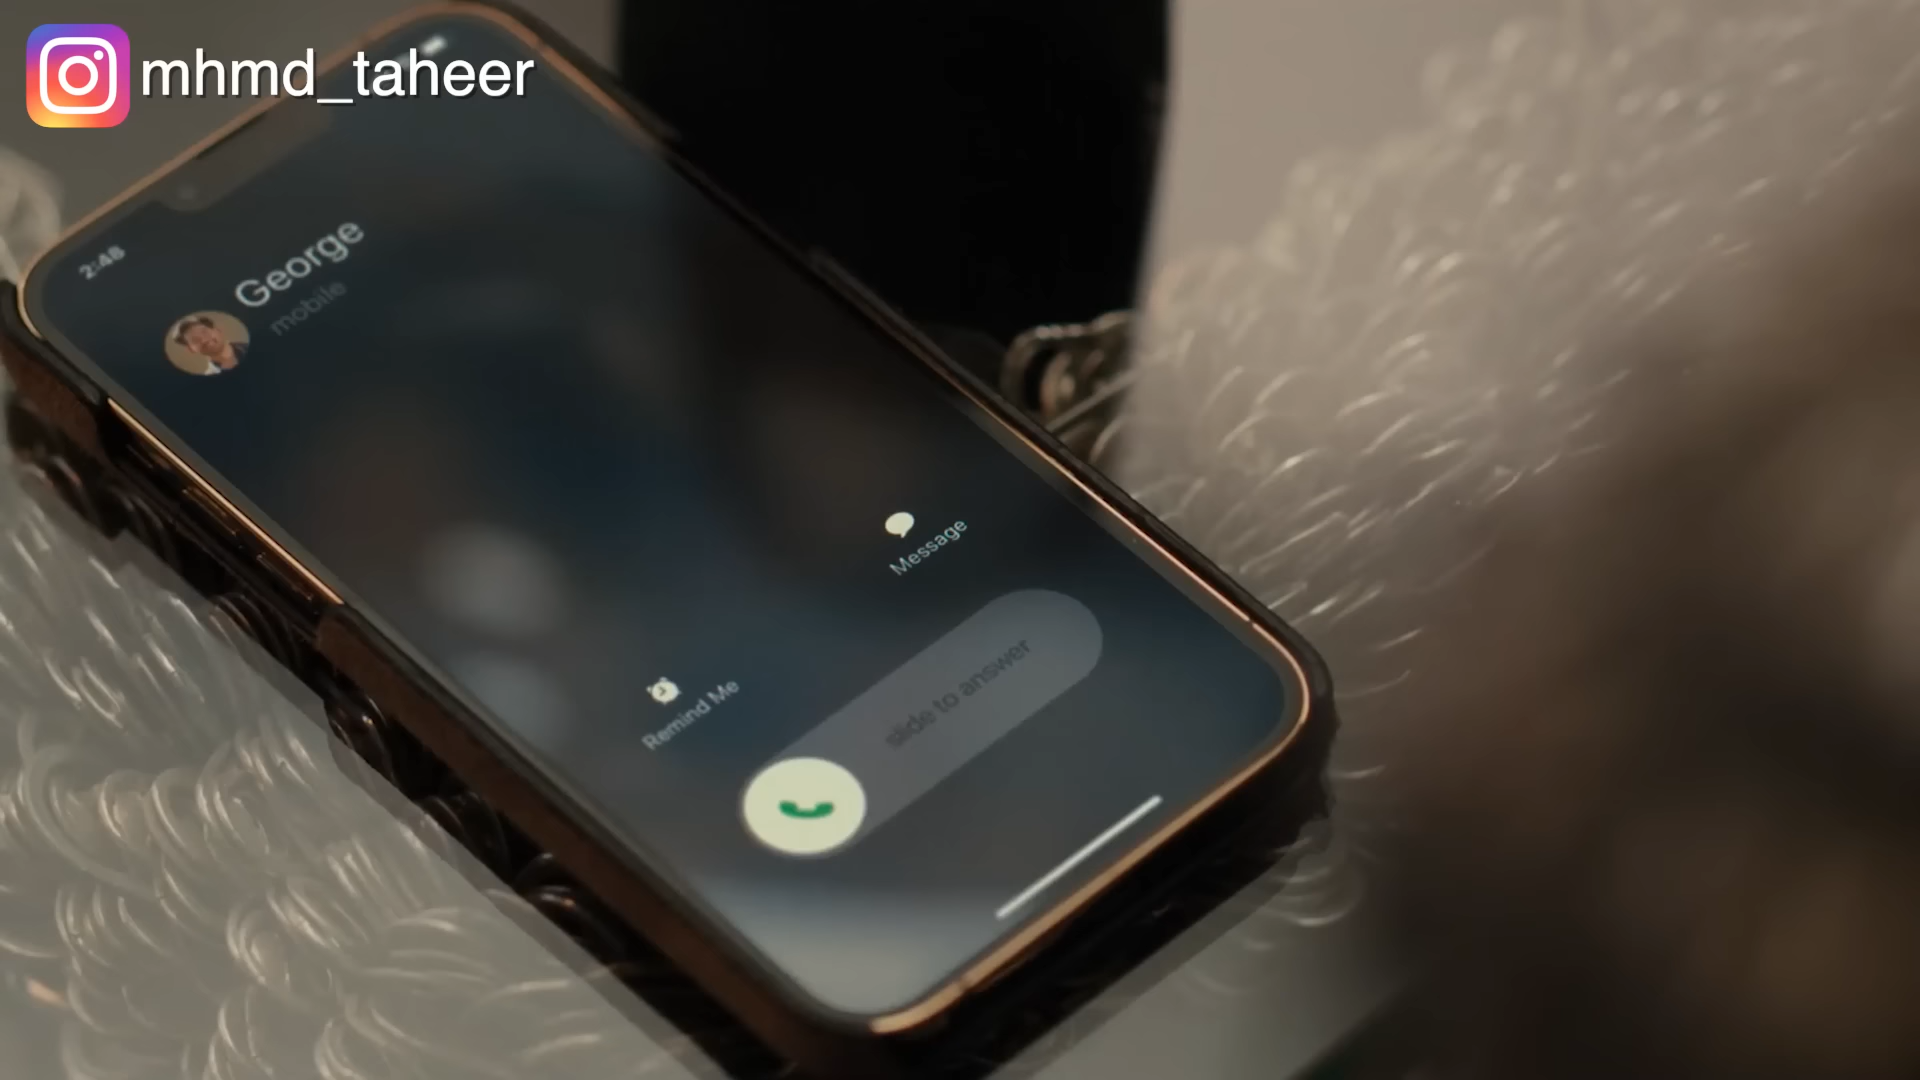 mhmd_taheer
2:48
George
mobile
Message
Remind Me
slide to answer